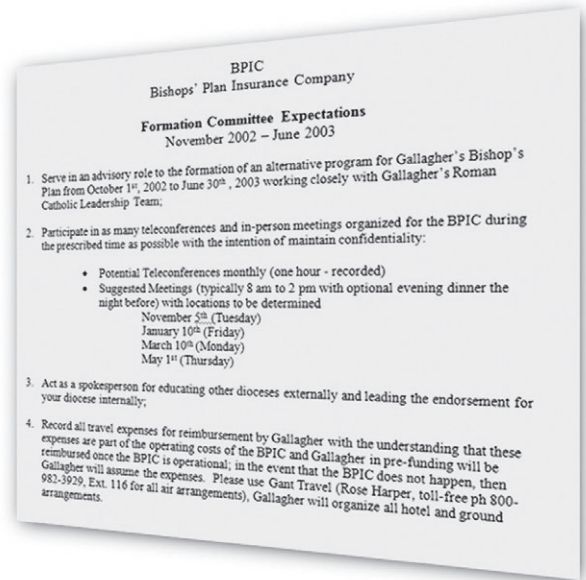 BPIC
Bishops' Plan Insurance Company
Formation Committee Expectations
November 2002 – June 2003
1. Serve in an advisory role to the formation of an alternative program for Gallagher's Bishop's
Plan from October 1st, 2002 to June 30th , 2003 working closely with Gallagher's Roman
Catholic Leadership Team;
2. Participate in as many teleconferences and in-person meetings organized for the BPIC during
the prescribed time as possible with the intention of maintain confidentiality:
• Potential Teleconferences monthly (one hour - recorded)
• Suggested Meetings (typically 8 am to 2 pm with optional evening dinner the
night before) with locations to be determined
November 5th (Tuesday)
January 10th (Friday)
March 10th (Monday)
May 1st (Thursday)
3. Act as a spokesperson for educating other dioceses externally and leading the endorsement for
your diocese internally;
4. Record all travel expenses for reimbursement by Gallagher with the understanding that these
expenses are part of the operating costs of the BPIC and Gallagher in pre-funding will be
reimbursed once the BPIC is operational; in the event that the BPIC does not happen, then
Gallagher will assume the expenses. Please use Gant Travel (Rose Harper, toll-free ph 800-
982-3929, Ext. 116 for all air arrangements), Gallagher will organize all hotel and ground
arrangements.